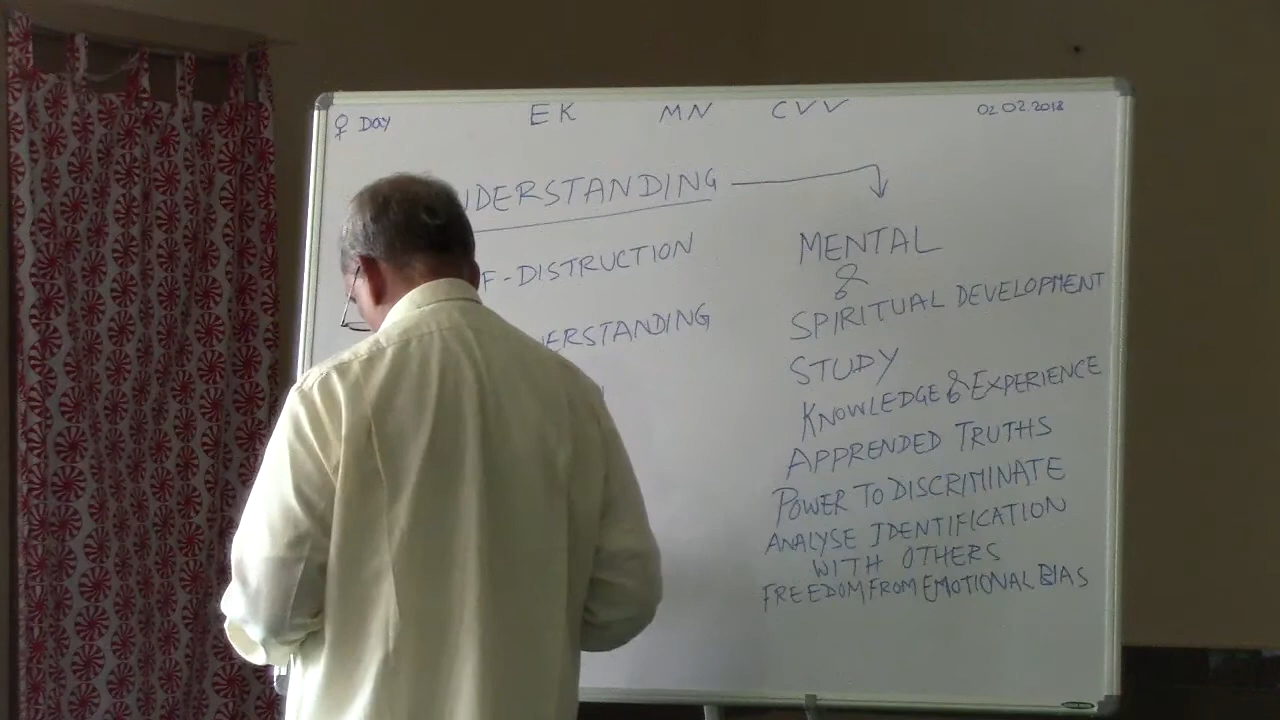 ♀ DAY EK MN CVV 02.02.2018
UNDERSTANDING
F-DISTRUCTION
ERSTANDING
MENTAL
&
SPIRITUAL DEVELOPMENT
STUDY
KNOWLEDGE & EXPERIENCE
APPRENDED TRUTHS
POWER TO DISCRIMINATE
ANALYSE IDENTIFICATION
WITH OTHERS
FREEDOM FROM EMOTIONAL BIAS